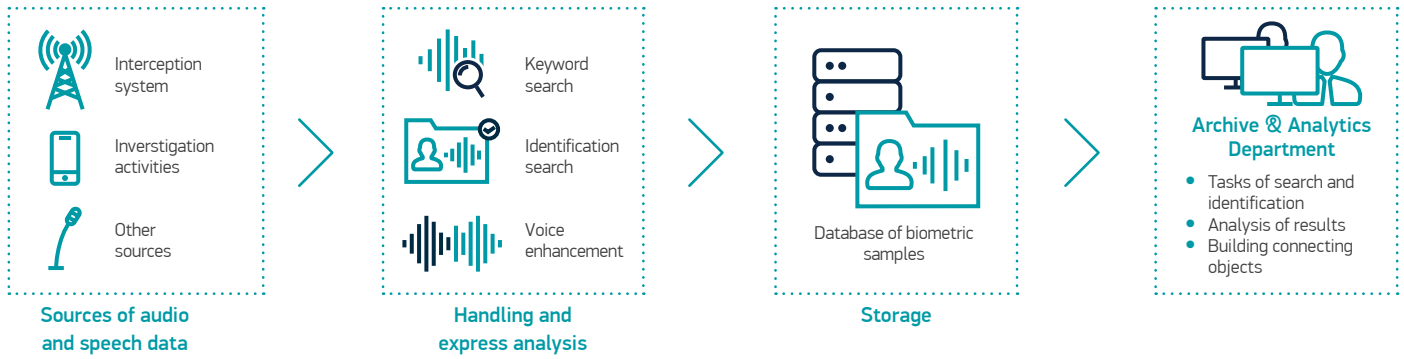 Interception
system
Inverstigation
activities
Other
sources
Sources of audio
and speech data
Keyword
search
Identification
search
Voice
enhancement
Handling and
express analysis
Database of biometric
samples
Storage
Archive & Analytics
Department
• Tasks of search and
identification
• Analysis of results
• Building connecting
objects